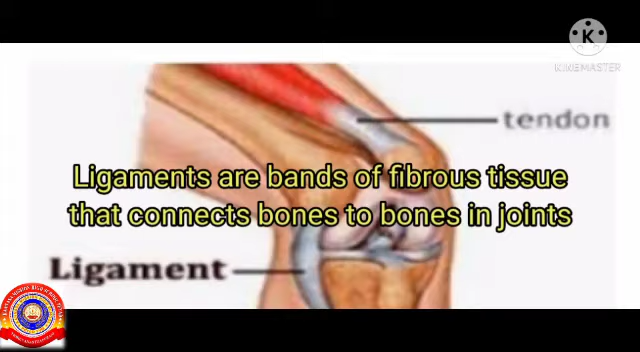 KINEMASTER
tendon
Ligaments are bands of fibrous tissue
that connects bones to bones in joints
Ligament